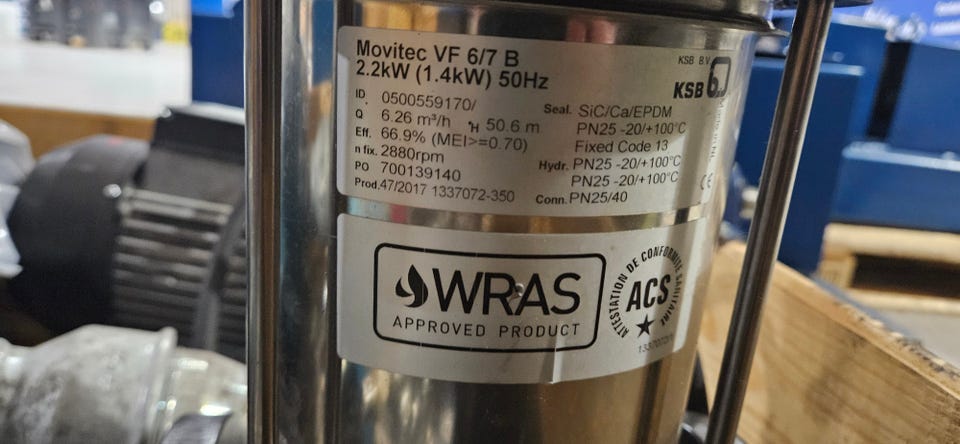 Movitec VF 6/7 B
2.2kW (1.4kW) 50Hz
KSB B.V.
KSB
ID. 0500559170/
Q 6.26 m³/h H 50.6 m
Eff. 66.9% (MEI>=0.70)
n fix. 2880rpm
PO 700139140
Prod. 47/2017 1337072-350
Seal. SiC/Ca/EPDM
PN25 -20/+100°C
Fixed Code 13
Hydr. PN25 -20/+100°C
PN25 -20/+100°C
Conn. PN25/40
CE
WRAS
APPROVED PRODUCT
ATTESTATION DE CONFORMITE SANITAIRE
ACS